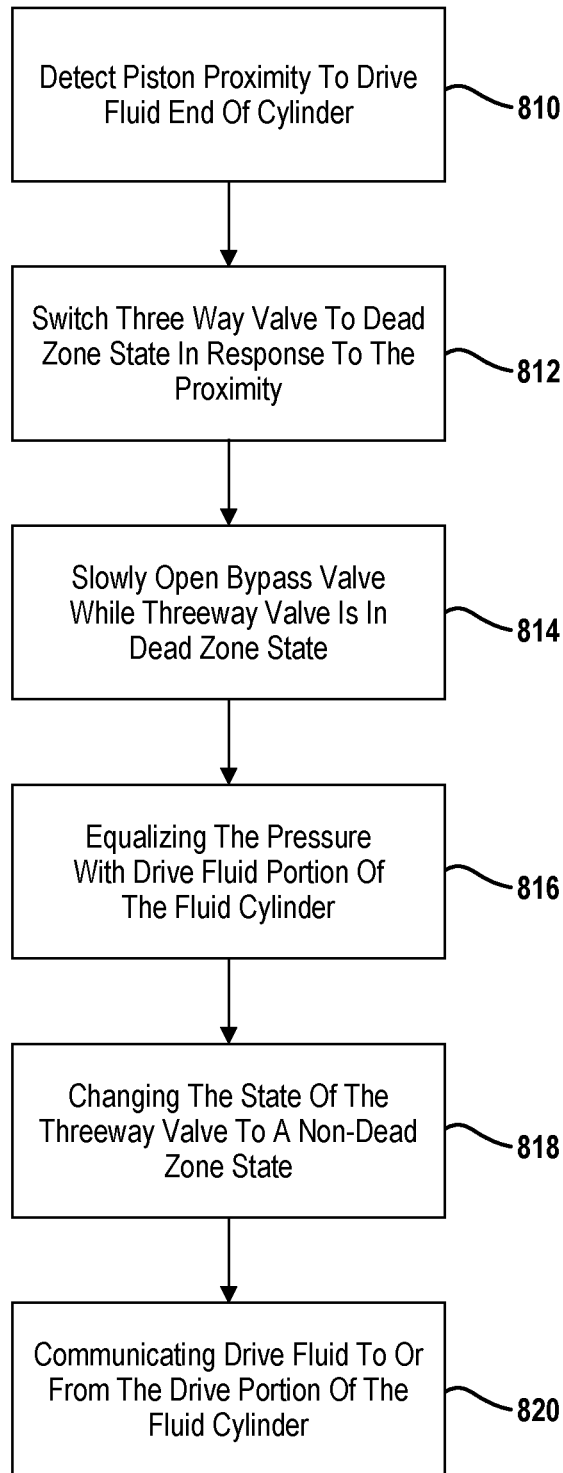 Detect Piston Proximity To Drive
Fluid End Of Cylinder
810
Switch Three Way Valve To Dead
Zone State In Response To The
Proximity
812
Slowly Open Bypass Valve
While Threeway Valve Is In
Dead Zone State
814
Equalizing The Pressure
With Drive Fluid Portion Of
The Fluid Cylinder
816
Changing The State Of The
Threeway Valve To A Non-Dead
Zone State
818
Communicating Drive Fluid To Or
From The Drive Portion Of The
Fluid Cylinder
820